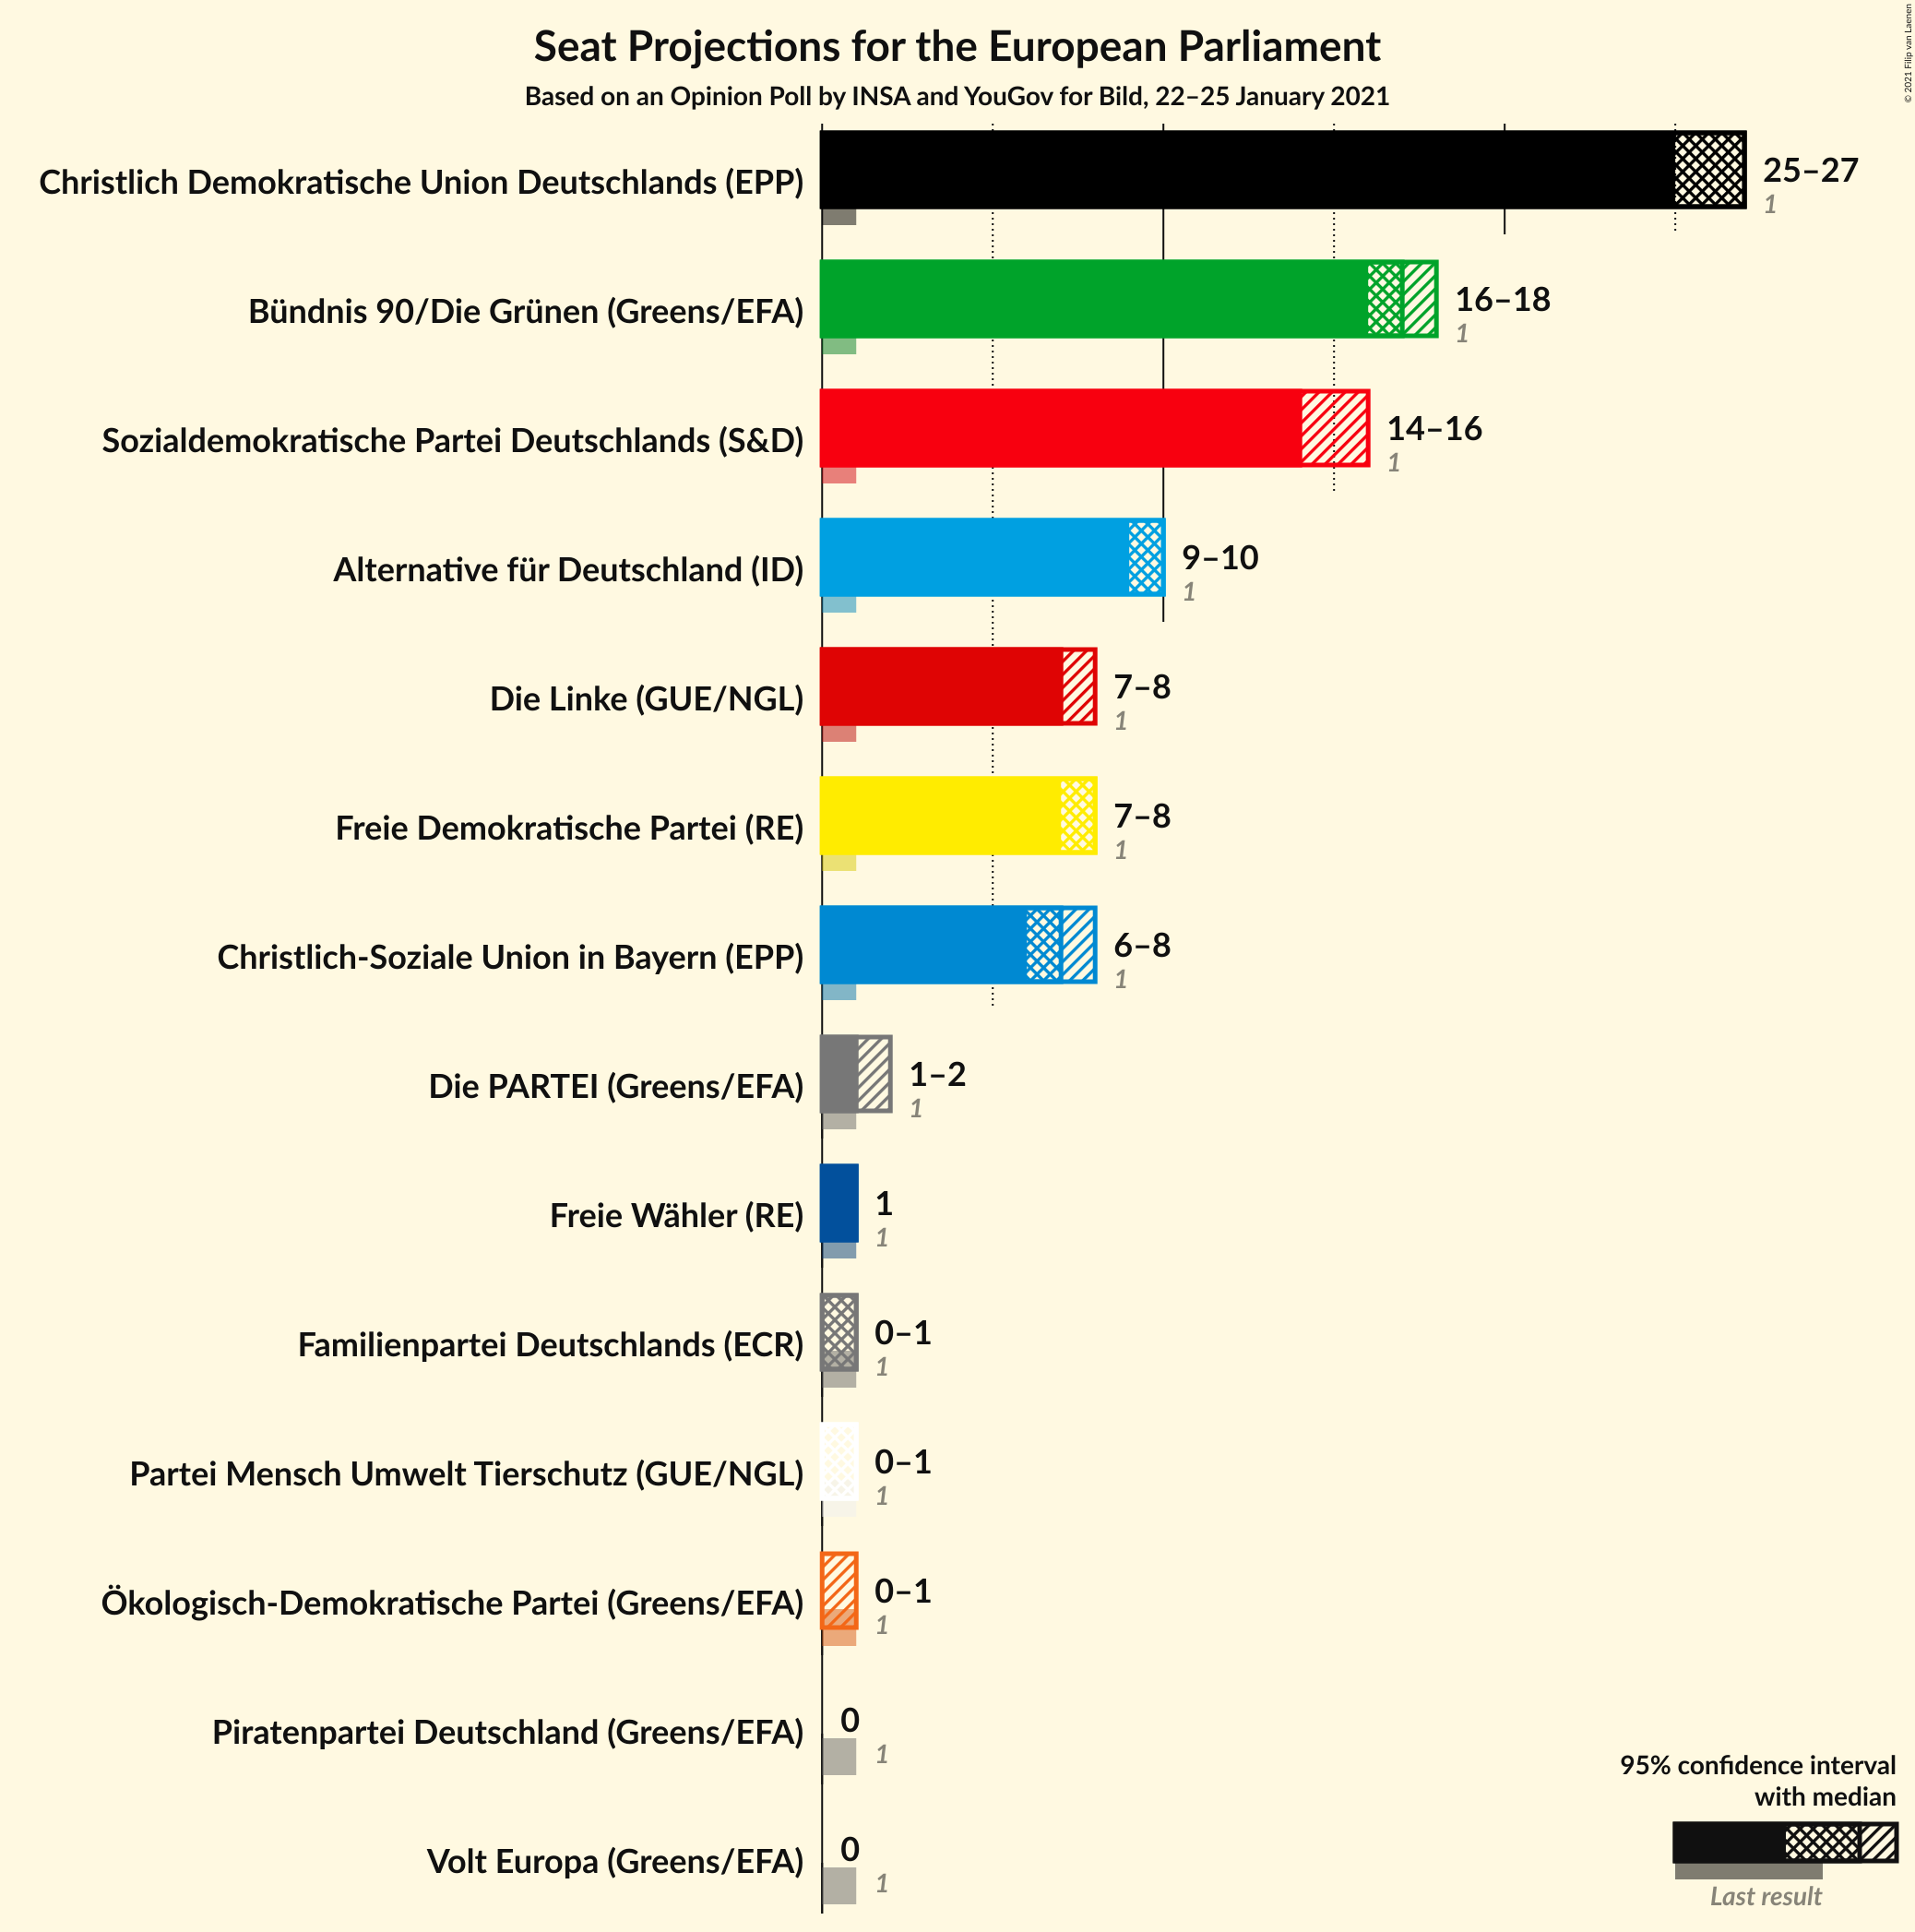 Seat Projections for the European Parliament
Based on an Opinion Poll by INSA and YouGov for Bild, 22–25 January 2021
© 2021 Filip van Laenen
Christlich Demokratische Union Deutschlands (EPP)
25–27
1
Bündnis 90/Die Grünen (Greens/EFA)
16–18
1
Sozialdemokratische Partei Deutschlands (S&D)
14–16
1
Alternative für Deutschland (ID)
9–10
1
Die Linke (GUE/NGL)
7–8
1
Freie Demokratische Partei (RE)
7–8
1
Christlich-Soziale Union in Bayern (EPP)
6–8
1
Die PARTEI (Greens/EFA)
1–2
1
Freie Wähler (RE)
1
1
Familienpartei Deutschlands (ECR)
0–1
1
Partei Mensch Umwelt Tierschutz (GUE/NGL)
0–1
1
Ökologisch-Demokratische Partei (Greens/EFA)
0–1
1
Piratenpartei Deutschland (Greens/EFA)
0
1
Volt Europa (Greens/EFA)
0
1
95% confidence interval
with median
Last result